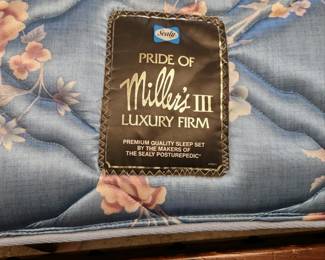 Sealy
PRIDE OF
Miller's III
LUXURY FIRM
PREMIUM QUALITY SLEEP SET
BY THE MAKERS OF
THE SEALY POSTUREPEDIC®